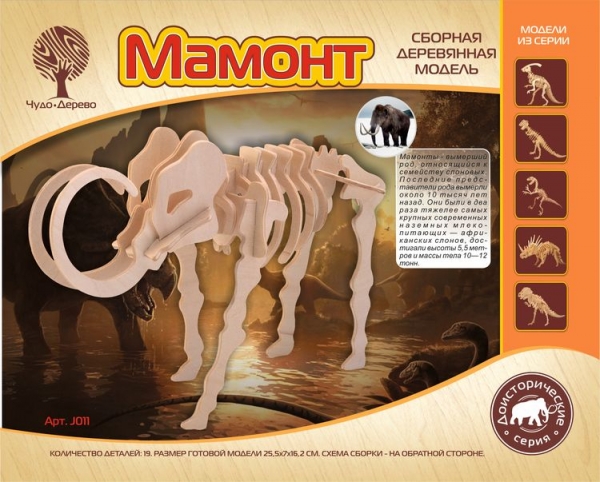 Чудо-Дерево
Мамонт
СБОРНАЯ
ДЕРЕВЯННАЯ
МОДЕЛЬ
МОДЕЛИ
ИЗ СЕРИИ
Мамонты - вымерший
род, относящийся к
семейству слоновых.
Последние предс-
тавители рода вымерли
около 10 тысяч лет
назад. Они были в два
раза тяжелее самых
крупных современных
наземных млеко-
питающих — афри-
канских слонов, дос-
тигали высоты 5,5 мет-
ров и массы тела 10—12
тонн.
Арт. J011
Доисторические
серия
КОЛИЧЕСТВО ДЕТАЛЕЙ: 19. РАЗМЕР ГОТОВОЙ МОДЕЛИ 25,5х7х16,2 СМ. СХЕМА СБОРКИ - НА ОБРАТНОЙ СТОРОНЕ.